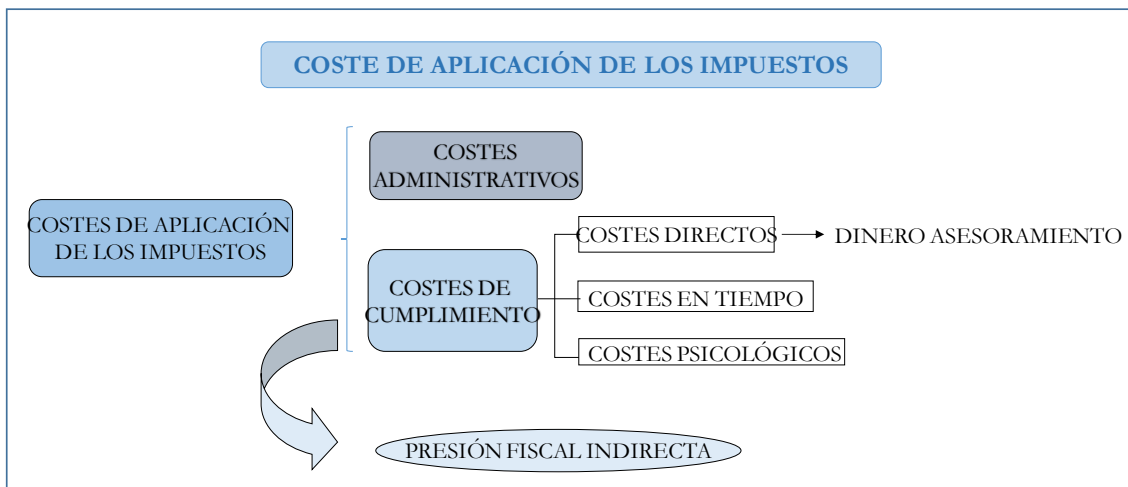 COSTE DE APLICACIÓN DE LOS IMPUESTOS
COSTES
ADMINISTRATIVOS
COSTES DE APLICACIÓN
DE LOS IMPUESTOS
COSTES DE
CUMPLIMIENTO
COSTES DIRECTOS
DINERO ASESORAMIENTO
COSTES EN TIEMPO
COSTES PSICOLÓGICOS
PRESIÓN FISCAL INDIRECTA